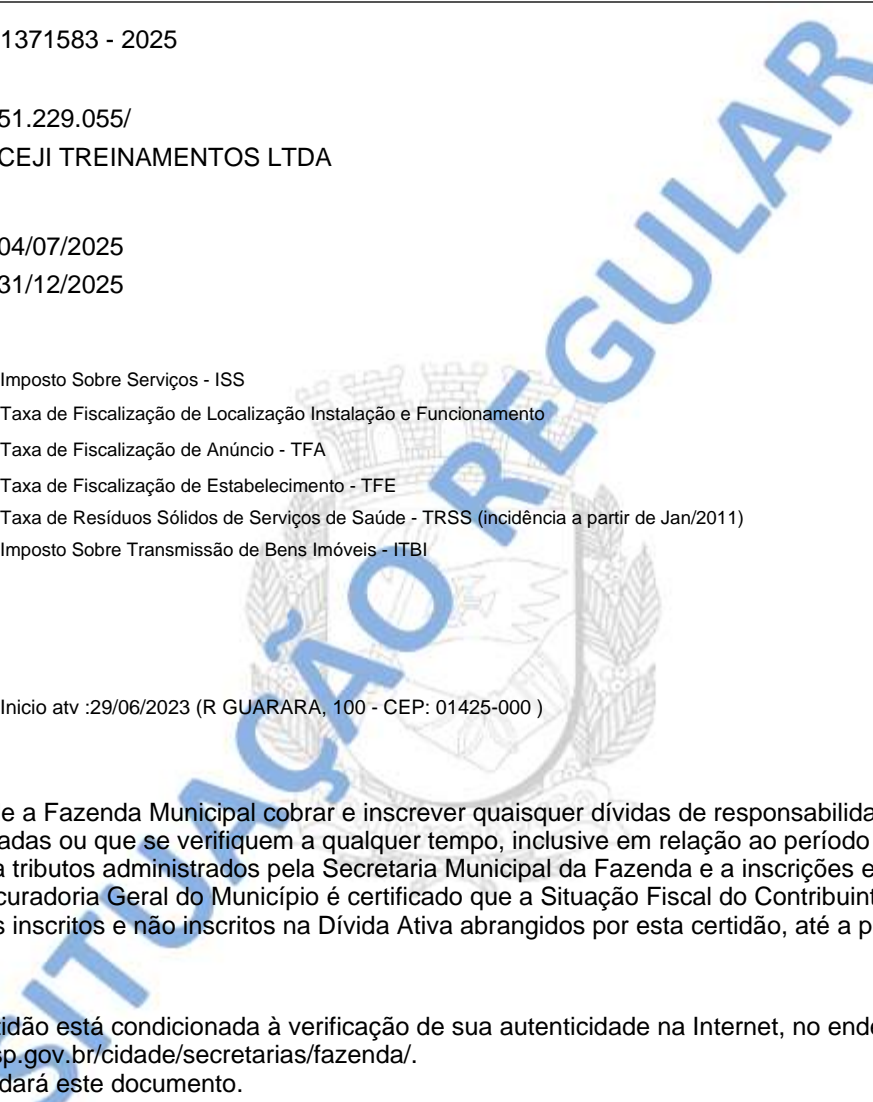 1371583 - 2025
51.229.055/
CEJI TREINAMENTOS LTDA
04/07/2025
31/12/2025
Imposto Sobre Serviços - ISS
Taxa de Fiscalização de Localização Instalação e Funcionamento
Taxa de Fiscalização de Anúncio - TFA
Taxa de Fiscalização de Estabelecimento - TFE
Taxa de Resíduos Sólidos de Serviços de Saúde - TRSS (incidência a partir de Jan/2011)
Imposto Sobre Transmissão de Bens Imóveis - ITBI
Inicio atv :29/06/2023 (R GUARARA, 100 - CEP: 01425-000 )
e a Fazenda Municipal cobrar e inscrever quaisquer dívidas de responsabilida
adas ou que se verifiquem a qualquer tempo, inclusive em relação ao período
a tributos administrados pela Secretaria Municipal da Fazenda e a inscrições e
curadoria Geral do Município é certificado que a Situação Fiscal do Contribuint
s inscritos e não inscritos na Dívida Ativa abrangidos por esta certidão, até a p
tidão está condicionada à verificação de sua autenticidade na Internet, no ende
sp.gov.br/cidade/secretarias/fazenda/.
dará este documento.
SITUAÇÃO REGULAR